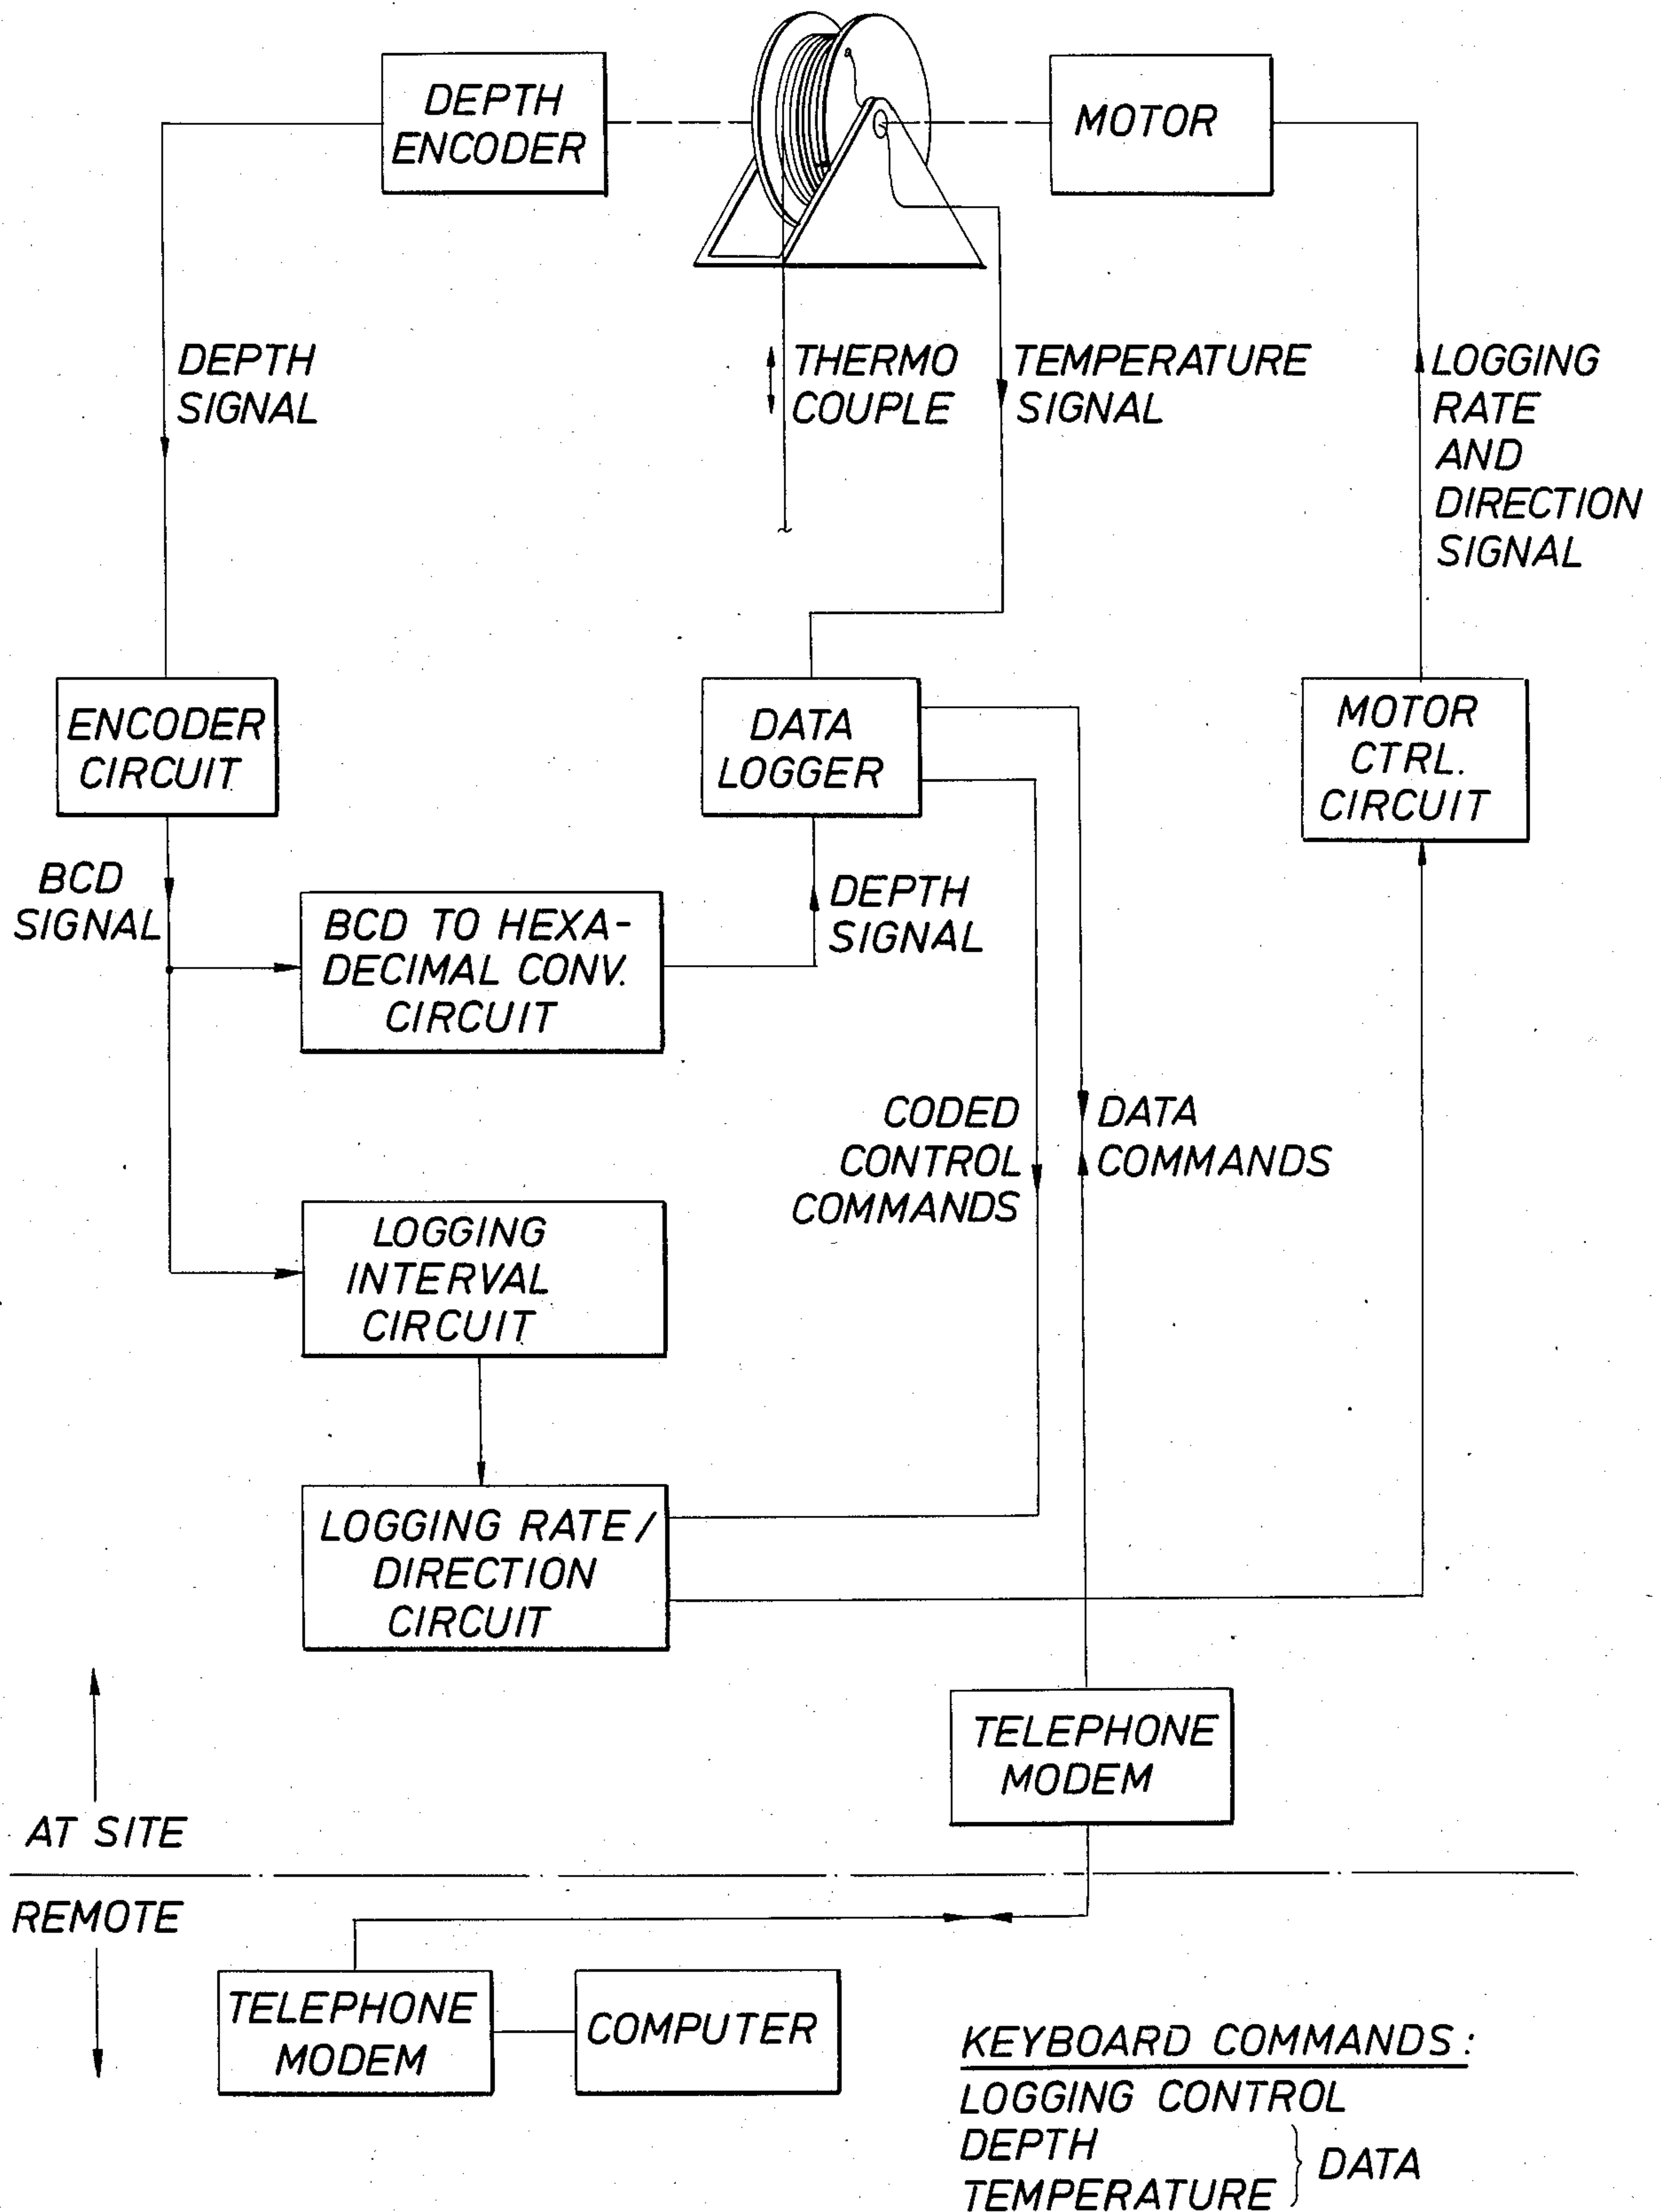 DEPTH
ENCODER
MOTOR
DEPTH
SIGNAL
THERMO
COUPLE
TEMPERATURE
SIGNAL
LOGGING
RATE
AND
DIRECTION
SIGNAL
ENCODER
CIRCUIT
DATA
LOGGER
MOTOR
CTRL.
CIRCUIT
BCD
SIGNAL
BCD TO HEXA-
DECIMAL CONV.
CIRCUIT
DEPTH
SIGNAL
CODED
CONTROL
COMMANDS
DATA
COMMANDS
LOGGING
INTERVAL
CIRCUIT
LOGGING RATE/
DIRECTION
CIRCUIT
TELEPHONE
MODEM
AT SITE
REMOTE
TELEPHONE
MODEM
COMPUTER
KEYBOARD COMMANDS:
LOGGING CONTROL
DEPTH
TEMPERATURE
DATA